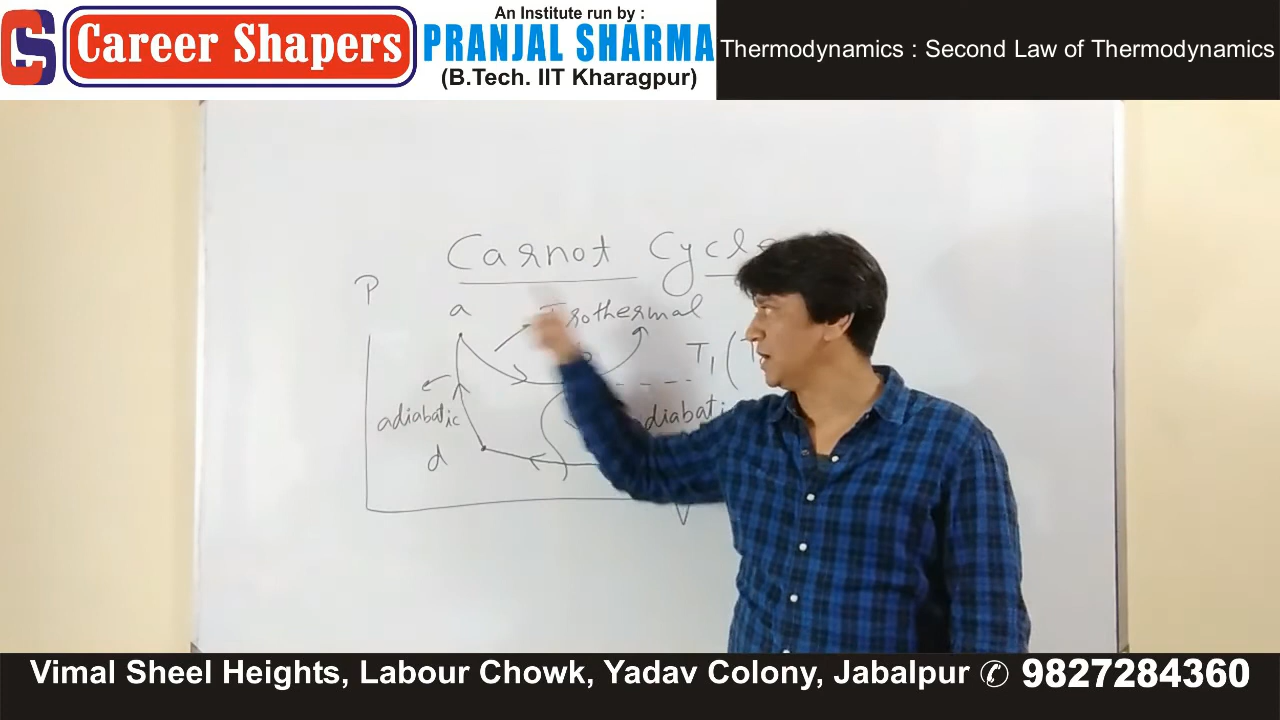 CS Career Shapers
An Institute run by :
PRANJAL SHARMA
(B.Tech. IIT Kharagpur)
Thermodynamics : Second Law of Thermodynamics
Carnot Cycle
P
a
Isothermal
b
T₁ (T
adiabatic
adiabati
d
V
Vimal Sheel Heights, Labour Chowk, Yadav Colony, Jabalpur ✆ 9827284360